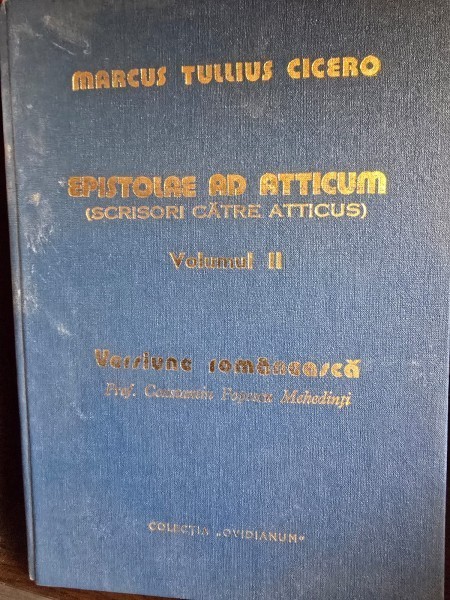 MARCUS TULLIUS CICERO
EPISTOLAE AD ATTICUM
(SCRISORI CĂTRE ATTICUS)
Volumul II
Versiune românească
Prof. Constantin Popescu Mehedinți
COLECȚIA „OVIDIANUM“